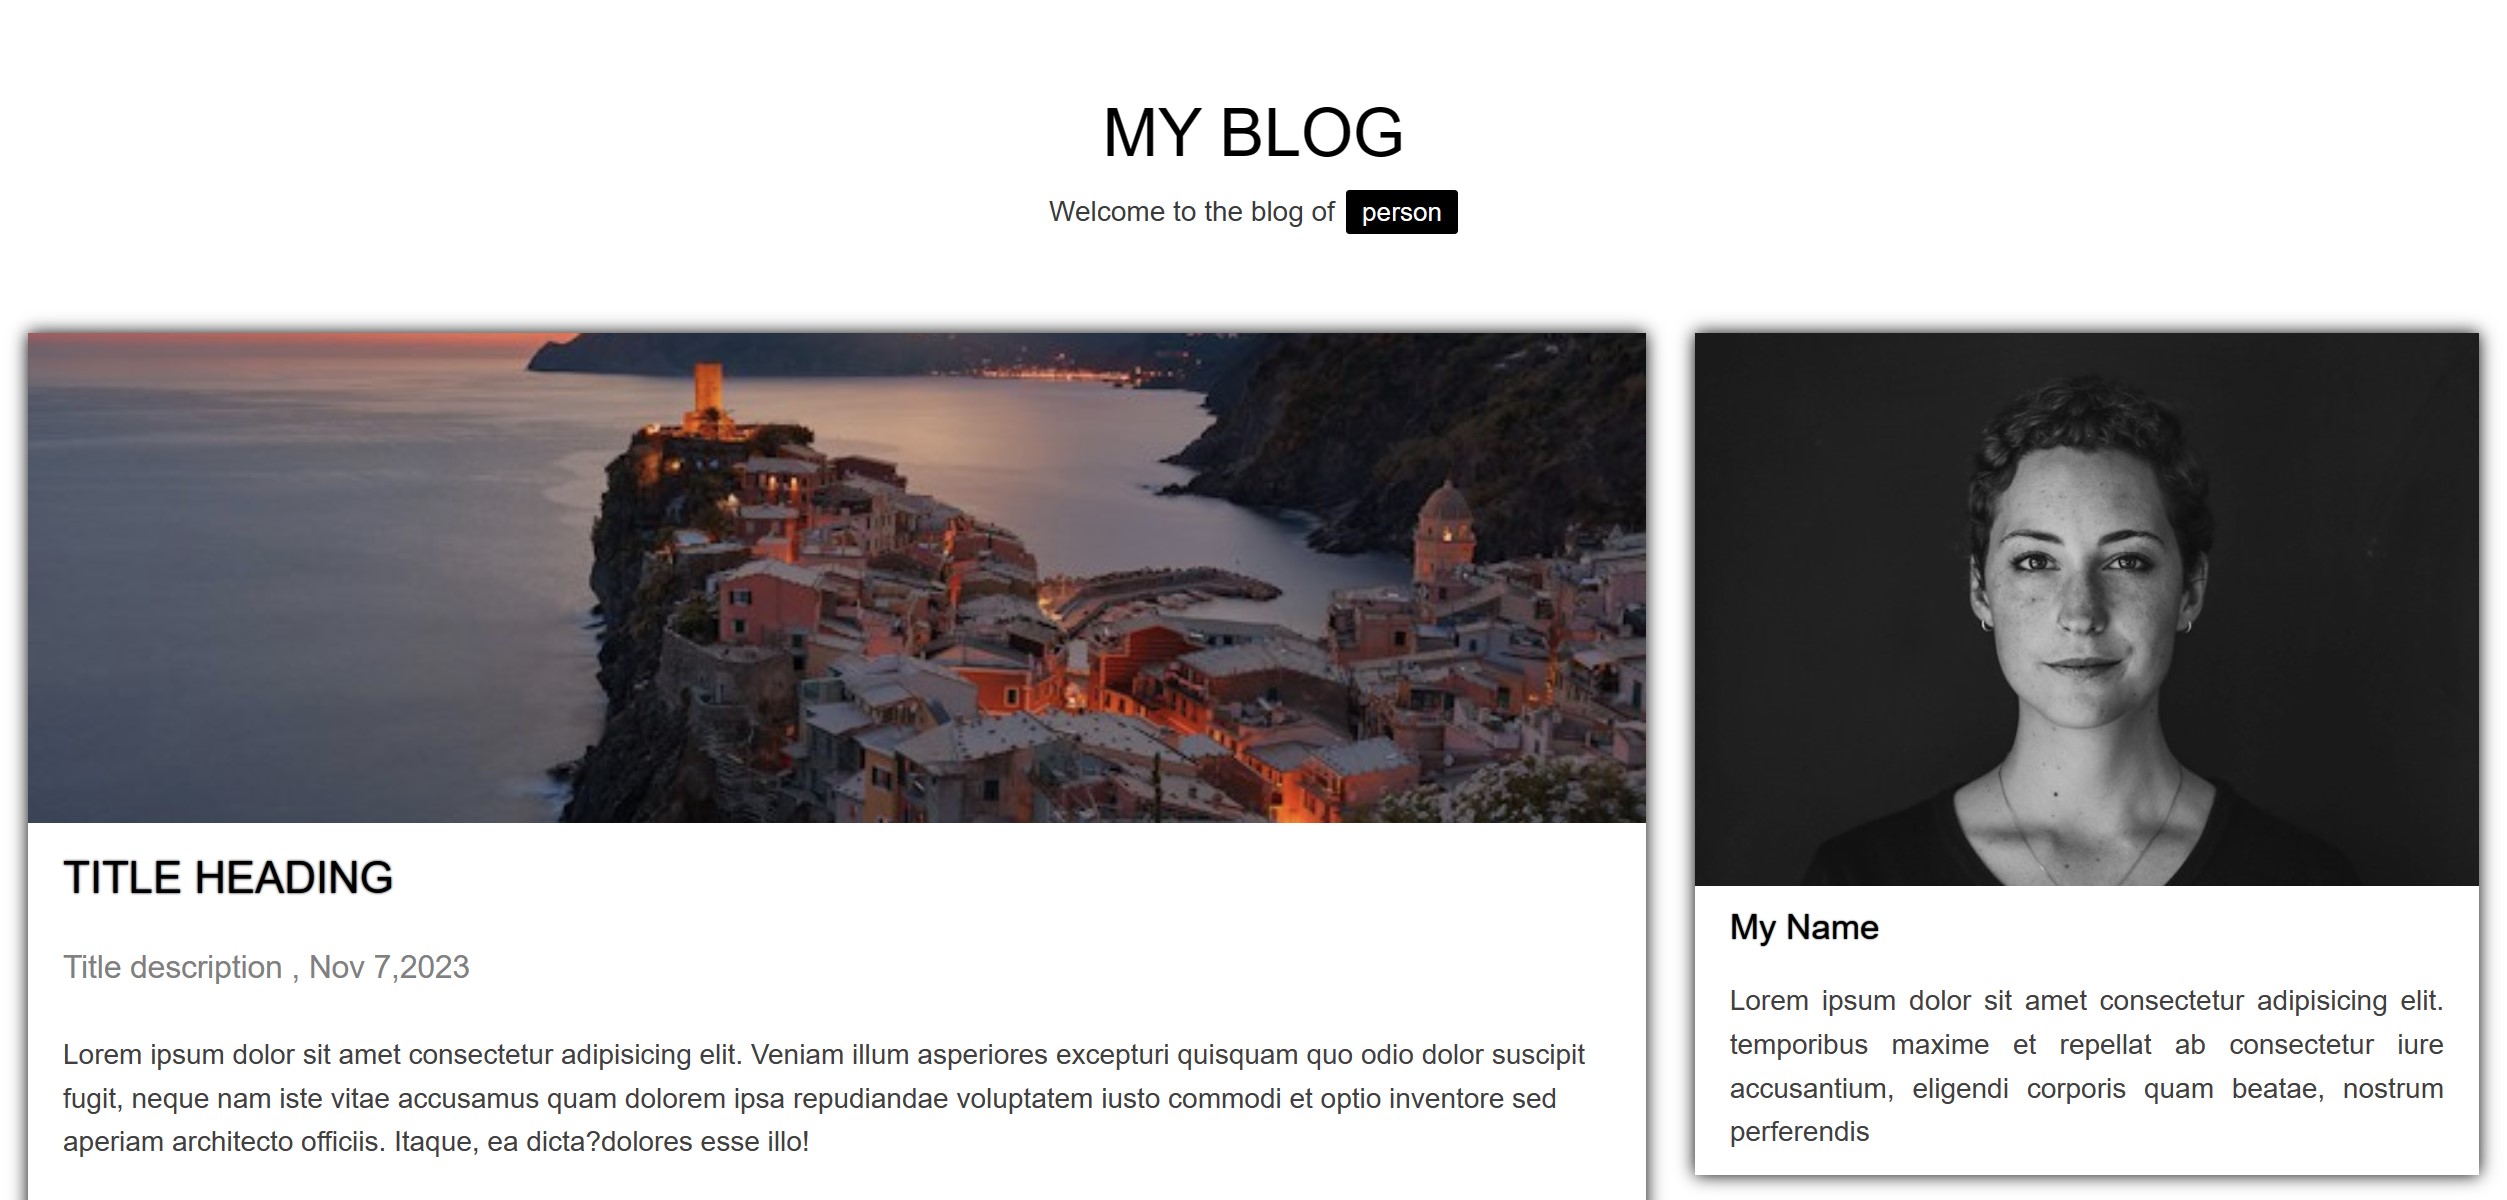 MY BLOG
Welcome to the blog of person
TITLE HEADING
Title description , Nov 7,2023
Lorem ipsum dolor sit amet consectetur adipisicing elit. Veniam illum asperiores excepturi quisquam quo odio dolor suscipit
fugit, neque nam iste vitae accusamus quam dolorem ipsa repudiandae voluptatem iusto commodi et optio inventore sed
aperiam architecto officiis. Itaque, ea dicta?dolores esse illo!
My Name
Lorem ipsum dolor sit amet consectetur adipisicing elit.
temporibus maxime et repellat ab consectetur iure
accusantium, eligendi corporis quam beatae, nostrum
perferendis